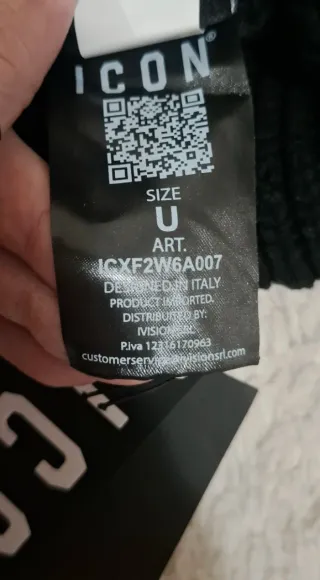 ICON®
SIZE
U
ART.
ICXF2W6A007
DESIGNED IN ITALY
PRODUCT IMPORTED.
DISTRIBUTED BY:
IVISION SRL
P.iva 12316170963
customerservice@ivisionsrl.com